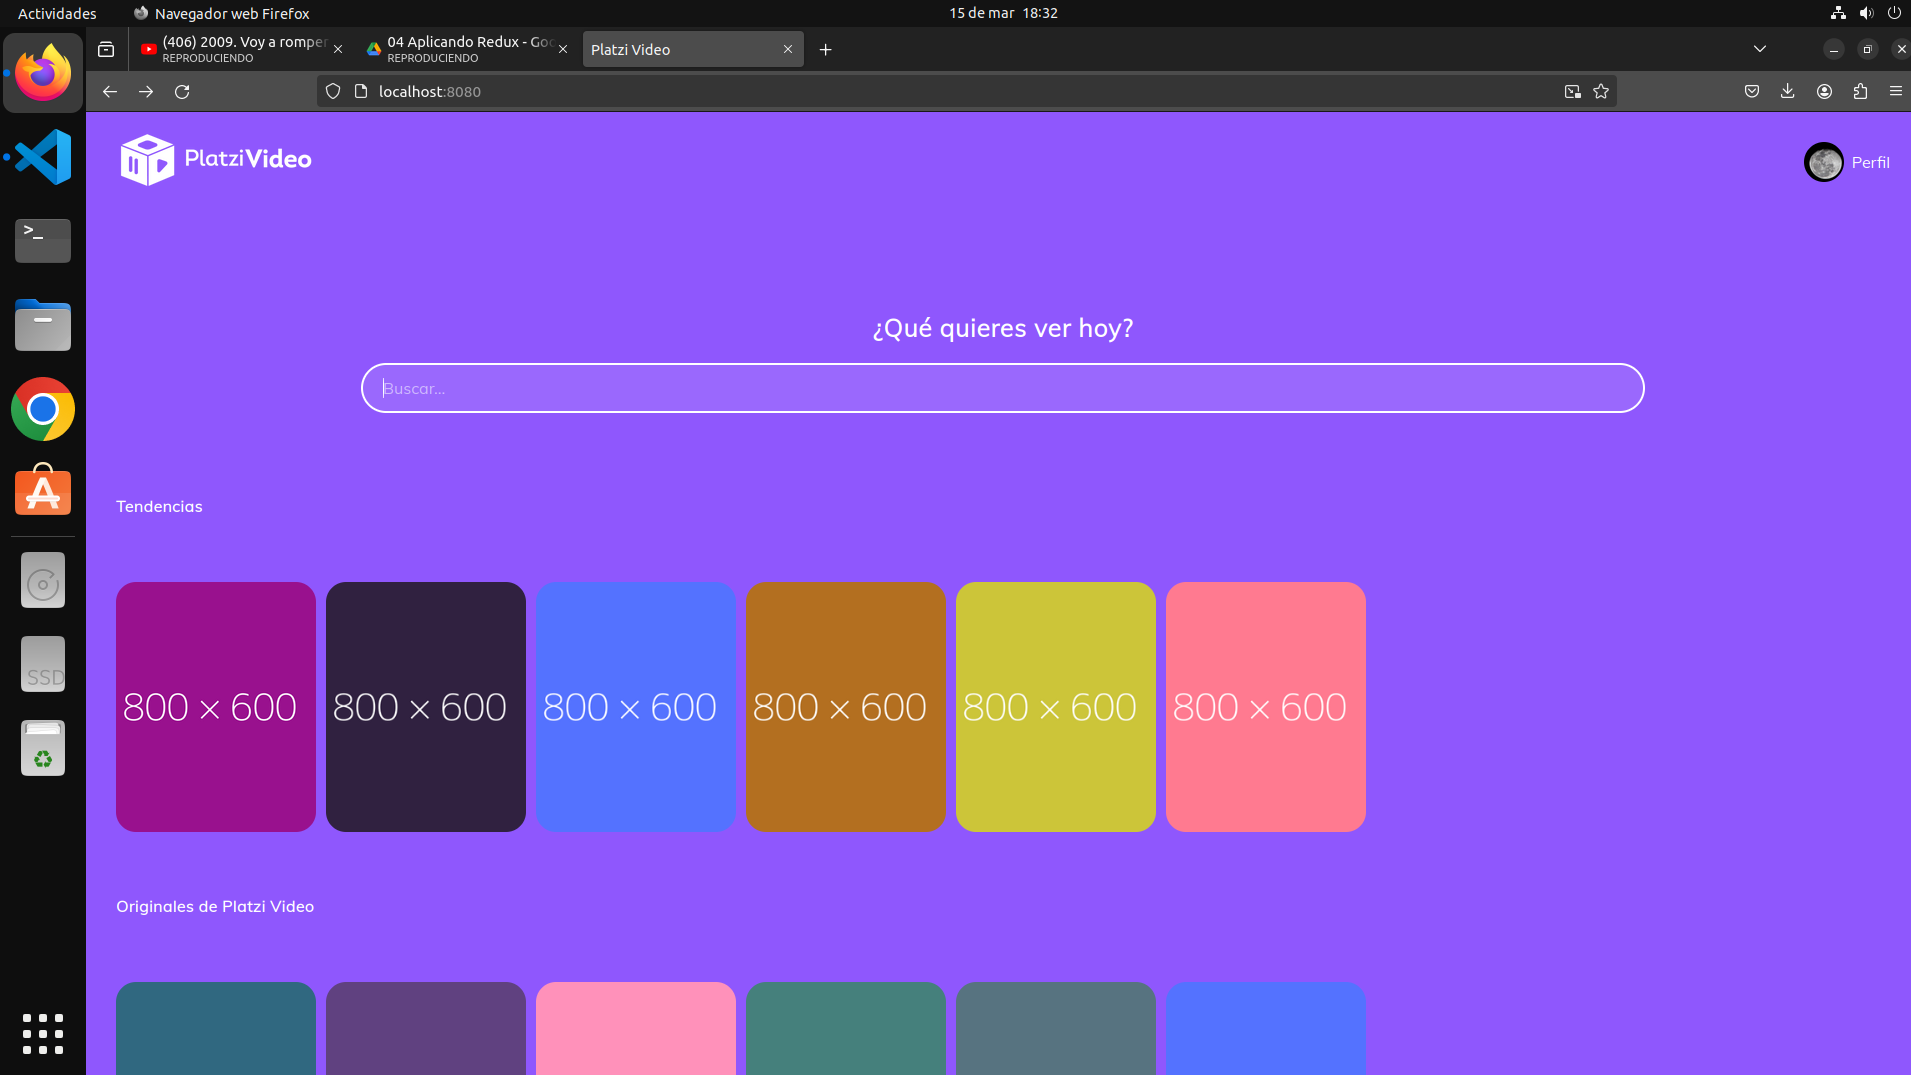 Actividades
Navegador web Firefox
15 de mar 18:32
(406) 2009. Voy a romper
REPRODUCIENDO
04 Aplicando Redux - Goo
REPRODUCIENDO
Platzi Video
localhost:8080
PlatziVideo
Perfil
¿Qué quieres ver hoy?
Buscar...
Tendencias
800 × 600
800 × 600
800 × 600
800 × 600
800 × 600
800 × 600
Originales de Platzi Video
>_
SSD